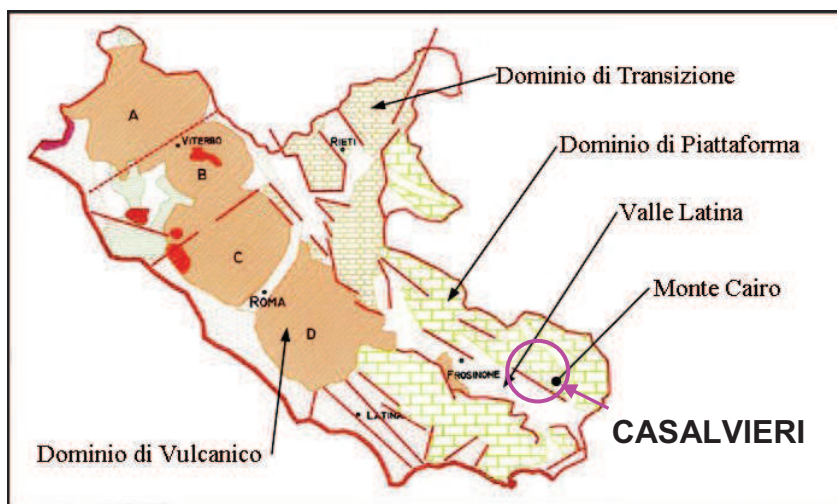 Dominio di Transizione
A
VITERBO
RIETI
B
Dominio di Piattaforma
Valle Latina
C
Monte Cairo
ROMA
D
FROSINONE
LATINA
CASALVIERI
Dominio di Vulcanico